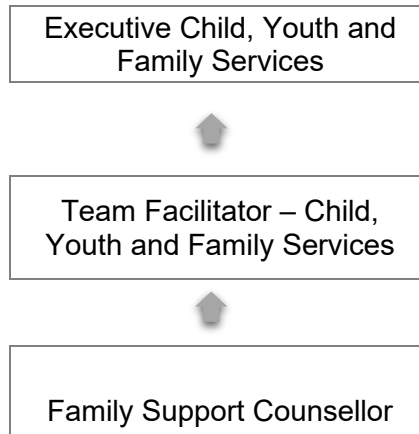 Executive Child, Youth and
Family Services
Team Facilitator – Child,
Youth and Family Services
Family Support Counsellor